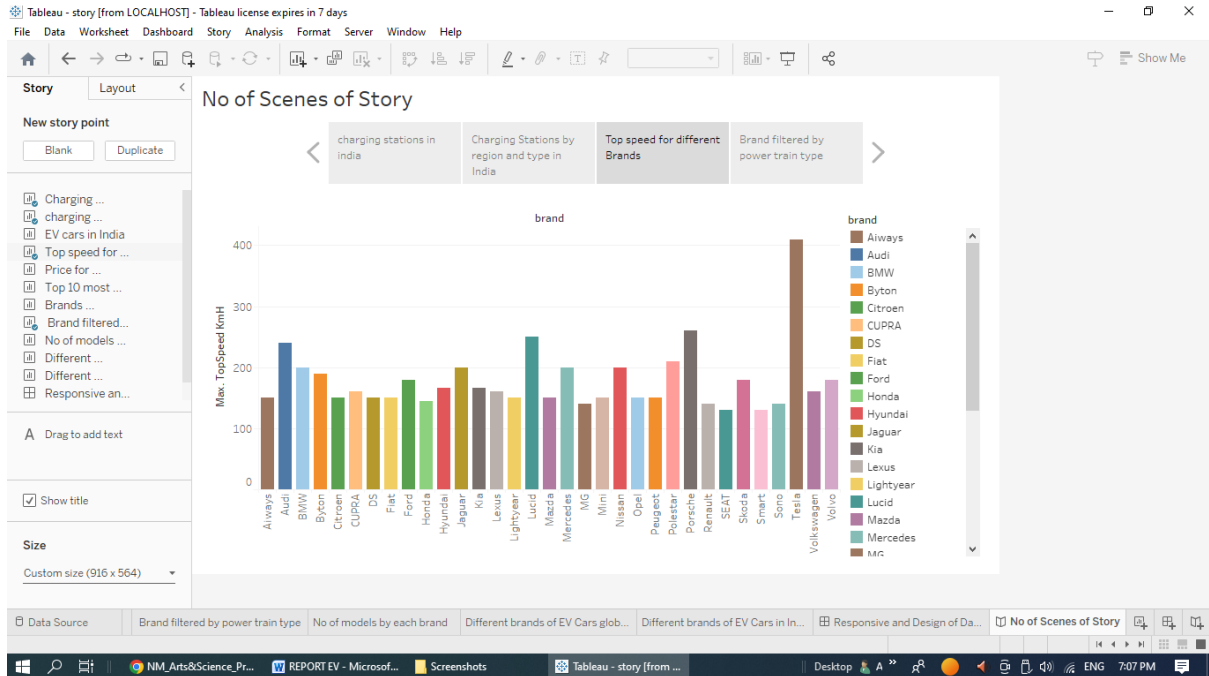 Tableau - story [from LOCALHOST] - Tableau license expires in 7 days
File Data Worksheet Dashboard Story Analysis Format Server Window Help
Show Me
Story Layout
New story point
Blank Duplicate
Charging ...
charging ...
EV cars in India
Top speed for ...
Price for ...
Top 10 most ...
Brands ...
Brand filtered...
No of models ...
Different ...
Different ...
Responsive an...
A Drag to add text
Show title
Size
Custom size (916 x 564)
No of Scenes of Story
charging stations in
india
Charging Stations by
region and type in
India
Top speed for different
Brands
Brand filtered by
power train type
brand
Max. TopSpeed KmH
400
300
200
100
0
Aiways
Audi
BMW
Byton
Citroen
CUPRA
DS
Fiat
Ford
Honda
Hyundai
Jaguar
Kia
Lexus
Lightyear
Lucid
Mazda
Mercedes
MG
Mini
Nissan
Opel
Peugeot
Polestar
Porsche
Renault
SEAT
Skoda
Smart
Sono
Tesla
Volkswagen
Volvo
brand
Aiways
Audi
BMW
Byton
Citroen
CUPRA
DS
Fiat
Ford
Honda
Hyundai
Jaguar
Kia
Lexus
Lightyear
Lucid
Mazda
Mercedes
MG
Data Source Brand filtered by power train type No of models by each brand Different brands of EV Cars glob... Different brands of EV Cars in In... Responsive and Design of Da... No of Scenes of Story
NM_Arts&Science_Pr... REPORT EV - Microsof... Screenshots Tableau - story [from ... Desktop A ENG 7:07 PM